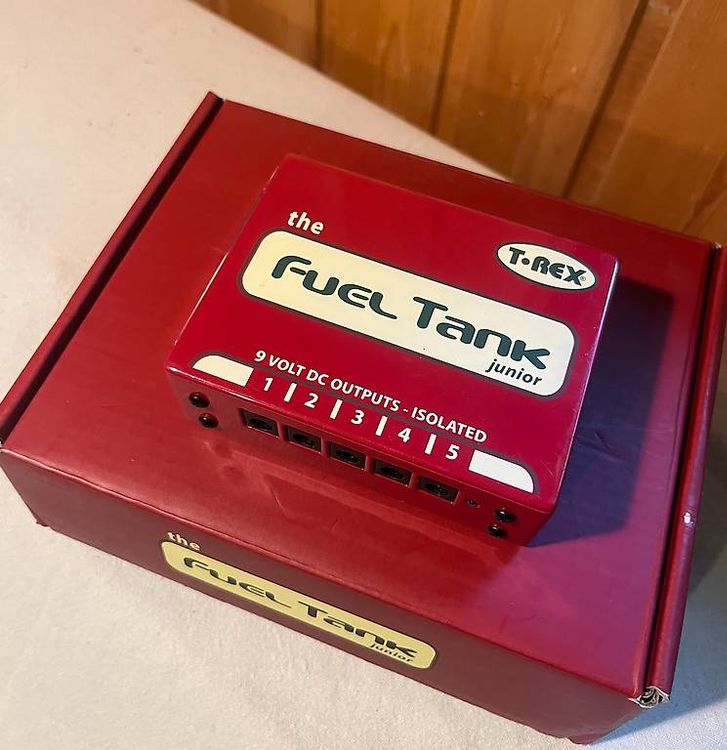 the
T•REX®
FUEL TANK
junior
9 VOLT DC OUTPUTS - ISOLATED
1 | 2 | 3 | 4 | 5
the
FUEL TANK
junior